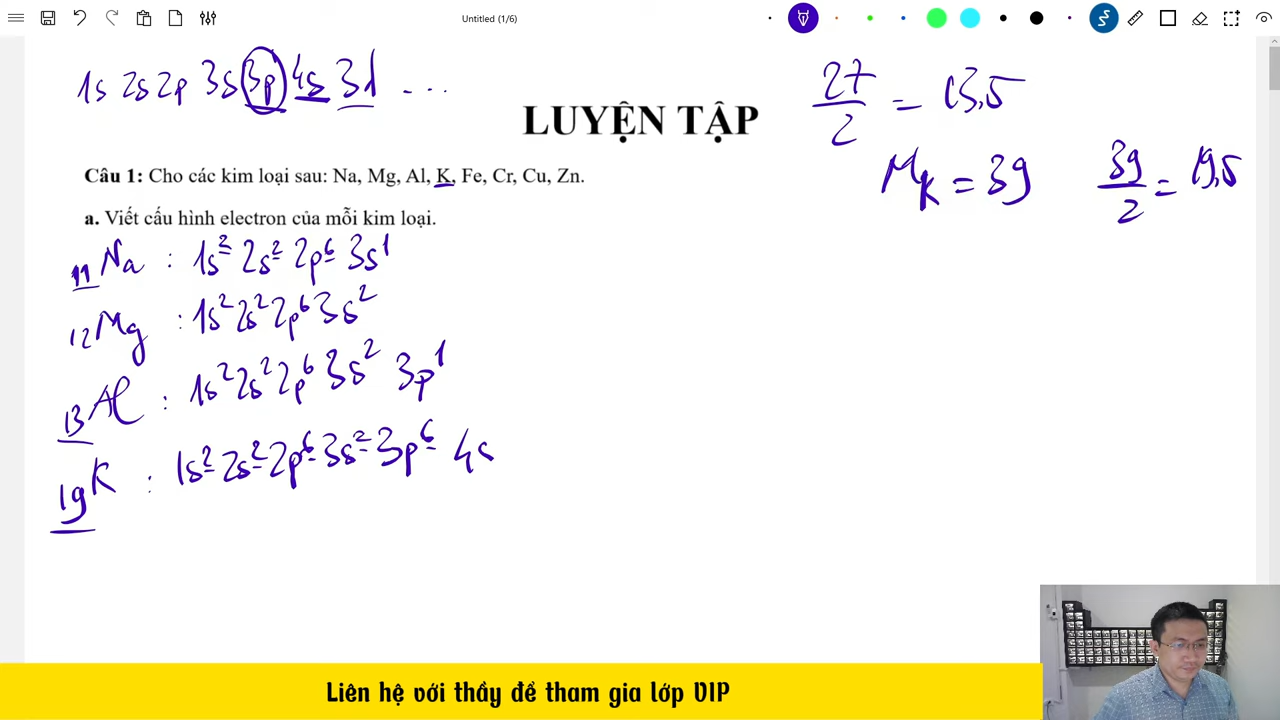 Untitled (1/6)
1s 2s 2p 3s 3p 4s 3d ...
27/2 = 13,5
LUYỆN TẬP
M_K = 39 39/2 = 19,5
Câu 1: Cho các kim loại sau: Na, Mg, Al, K, Fe, Cr, Cu, Zn.
a. Viết cấu hình electron của mỗi kim loại.
₁₁Na : 1s² 2s² 2p⁶ 3s¹
₁₂Mg : 1s² 2s² 2p⁶ 3s²
₁₃Al : 1s² 2s² 2p⁶ 3s² 3p¹
₁₉K : 1s² 2s² 2p⁶ 3s² 3p⁶ 4s
Liên hệ với thầy để tham gia lớp VIP